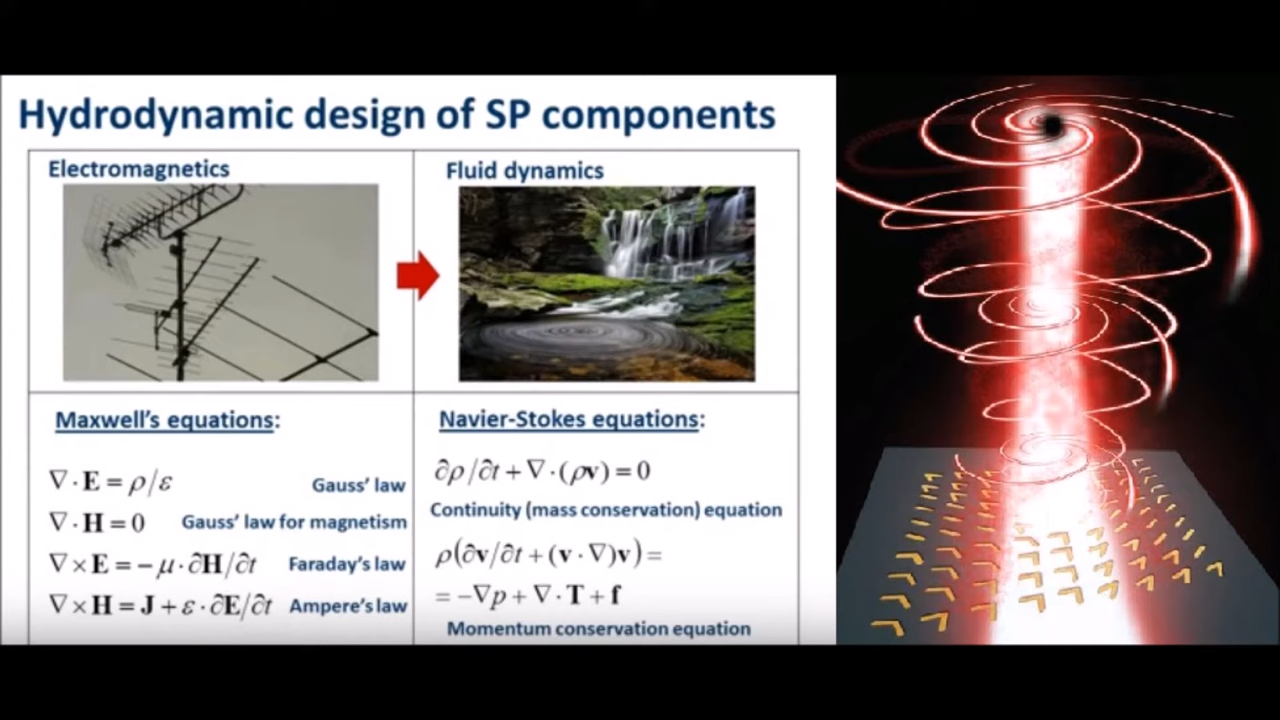 Hydrodynamic design of SP components
Electromagnetics
Fluid dynamics
Maxwell's equations:
∇ · E = ρ/ε Gauss' law
∇ · H = 0 Gauss' law for magnetism
∇ × E = −μ · ∂H/∂t Faraday's law
∇ × H = J + ε · ∂E/∂t Ampere's law
Navier-Stokes equations:
∂ρ/∂t + ∇ · (ρv) = 0
Continuity (mass conservation) equation
ρ(∂v/∂t + (v · ∇)v) =
= −∇p + ∇ · T + f
Momentum conservation equation